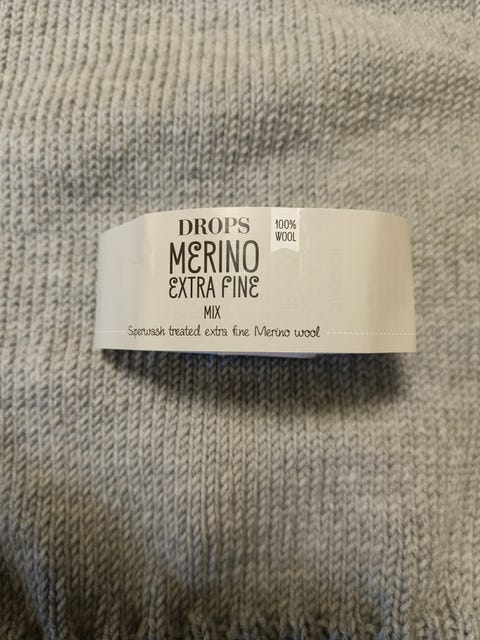 DROPS
100%
WOOL
MERINO
EXTRA FINE
MIX
Superwash treated extra fine Merino wool